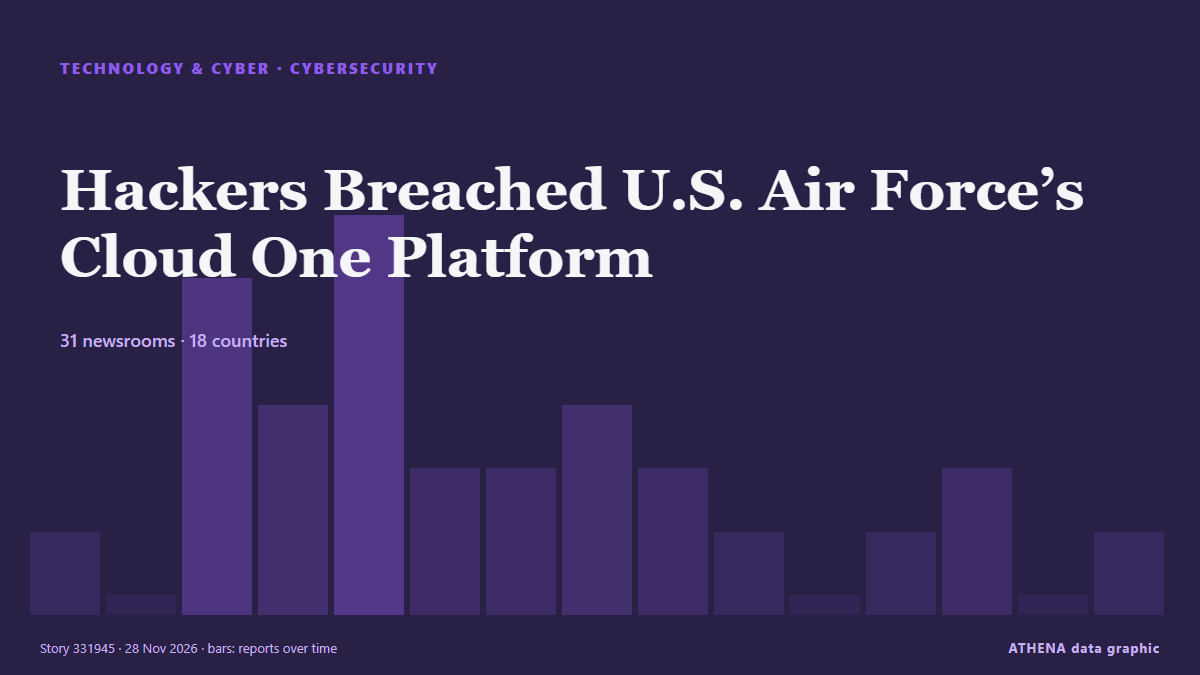 TECHNOLOGY & CYBER · CYBERSECURITY
Hackers Breached U.S. Air Force’s
Cloud One Platform
31 newsrooms · 18 countries
Story 331945 · 28 Nov 2026 · bars: reports over time
ATHENA data graphic